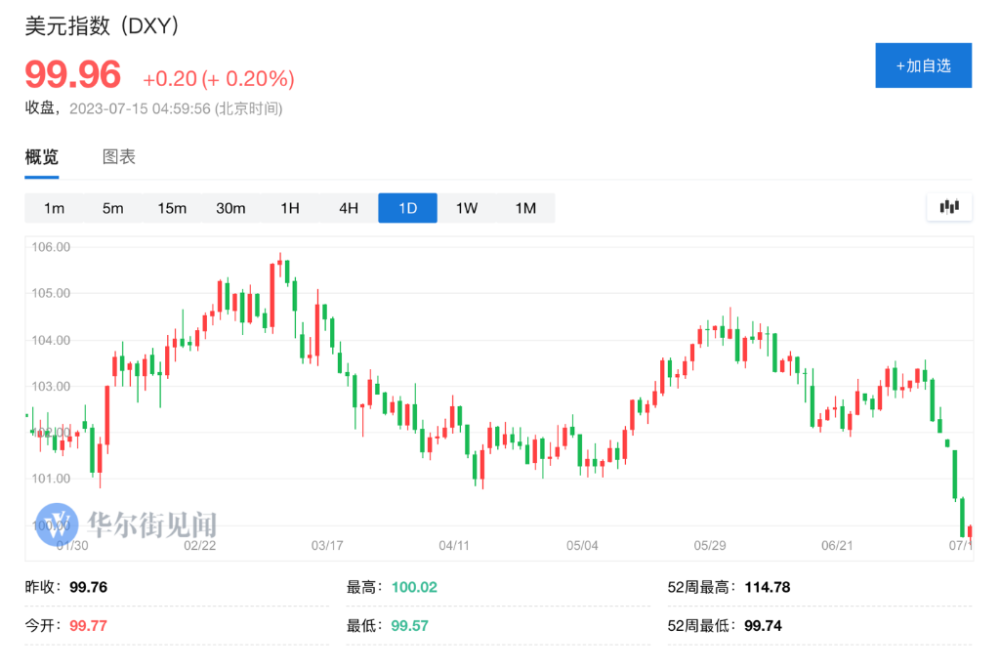 美元指数 (DXY)
99.96 +0.20 (+ 0.20%)
+加自选
收盘，2023-07-15 04:59:56 (北京时间)
概览 图表
1m 5m 15m 30m 1H 4H 1D 1W 1M
106.00
105.00
104.00
103.00
102.00
101.00
100.00
华尔街见闻
01/30 02/22 03/17 04/11 05/04 05/29 06/21 07/1
昨收：99.76 最高：100.02 52周最高：114.78
今开：99.77 最低：99.57 52周最低：99.74